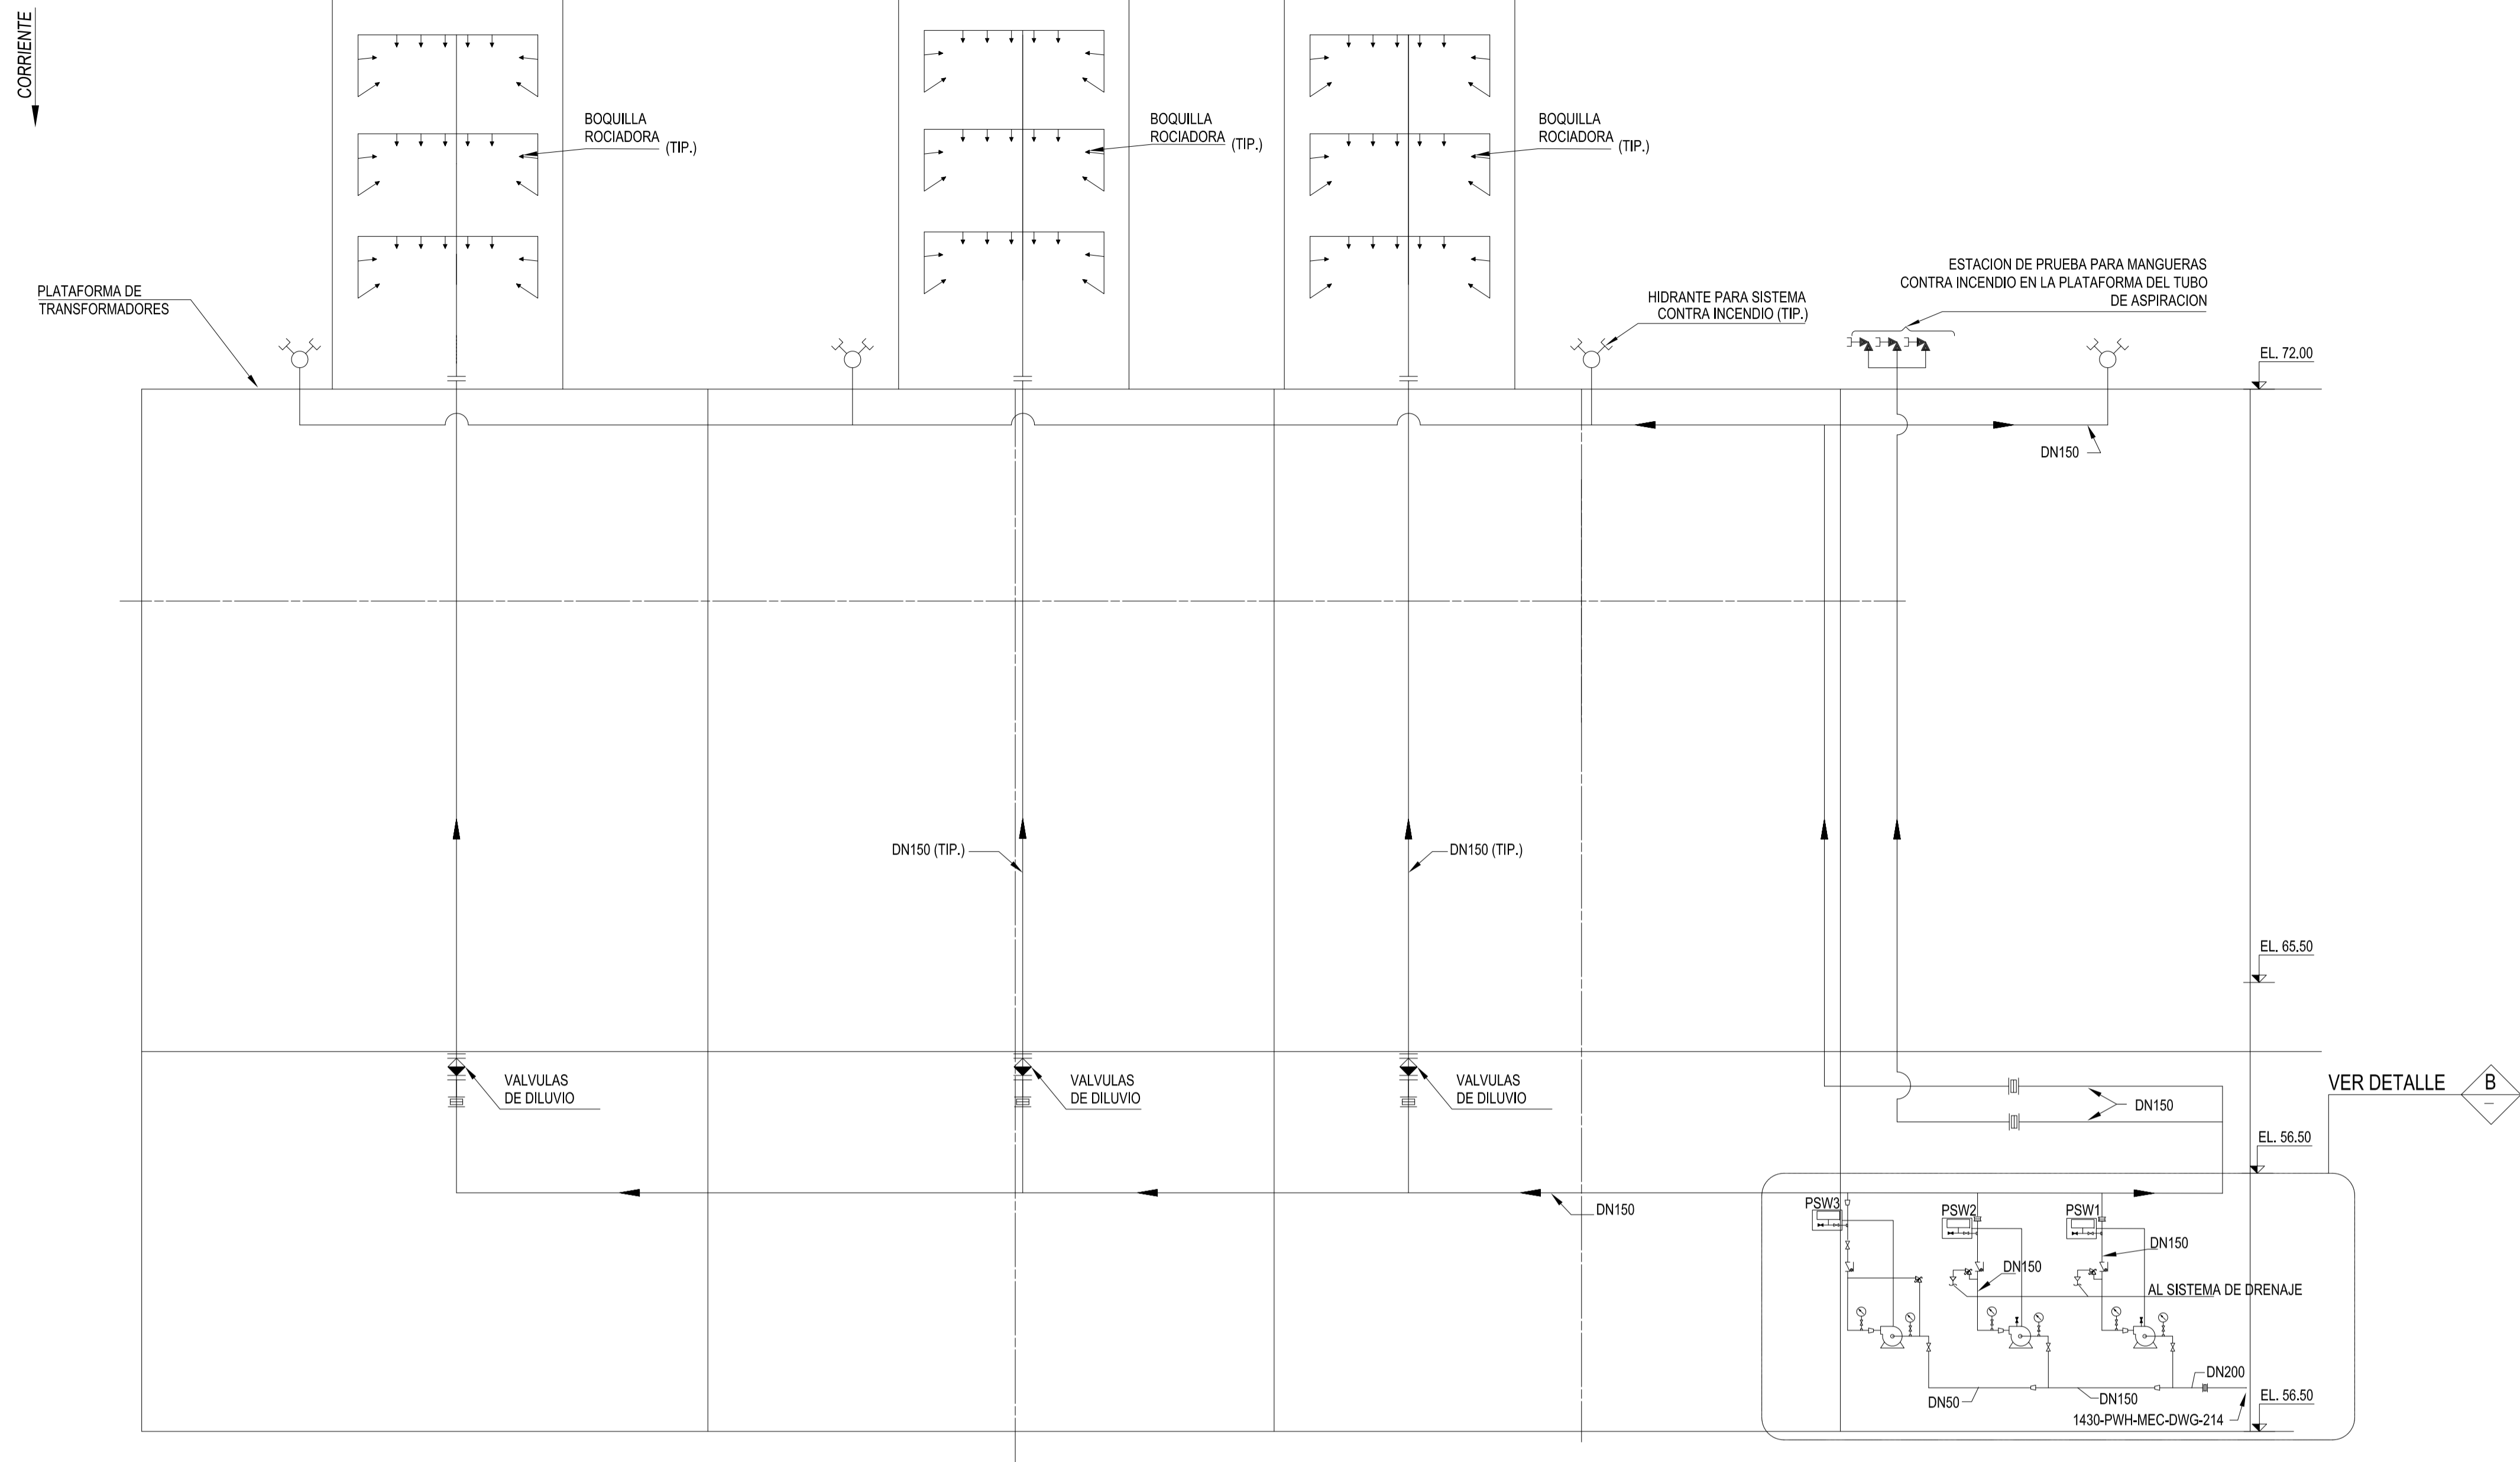 CORRIENTE
BOQUILLA
ROCIADORA
(TIP.)
BOQUILLA
ROCIADORA
(TIP.)
BOQUILLA
ROCIADORA
(TIP.)
PLATAFORMA DE
TRANSFORMADORES
HIDRANTE PARA SISTEMA
CONTRA INCENDIO (TIP.)
ESTACION DE PRUEBA PARA MANGUERAS
CONTRA INCENDIO EN LA PLATAFORMA DEL TUBO
DE ASPIRACION
EL. 72.00
DN150
DN150 (TIP.)
DN150 (TIP.)
EL. 65.50
VALVULAS
DE DILUVIO
VALVULAS
DE DILUVIO
VALVULAS
DE DILUVIO
DN150
VER DETALLE
B
–
EL. 56.50
DN150
PSW3
PSW2
PSW1
DN150
DN150
AL SISTEMA DE DRENAJE
DN200
DN50
DN150
EL. 56.50
1430-PWH-MEC-DWG-214